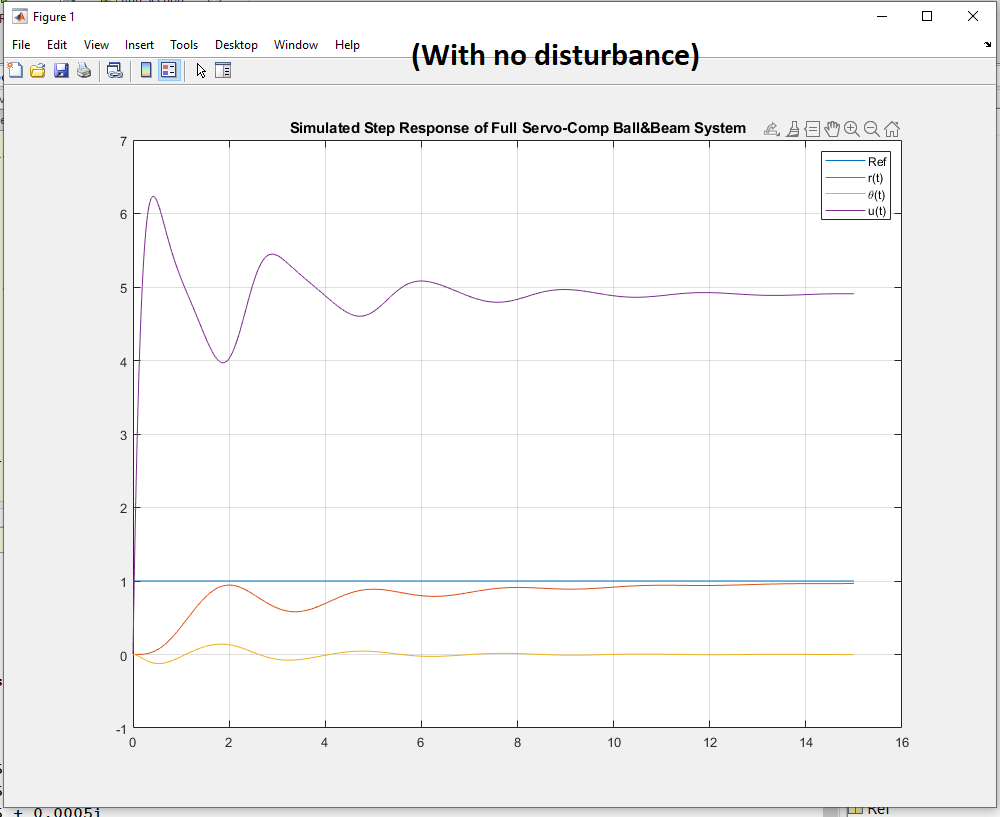 Figure 1
File Edit View Insert Tools Desktop Window Help
(With no disturbance)
Simulated Step Response of Full Servo-Comp Ball&Beam System
7
6
5
4
3
2
1
0
-1
0 2 4 6 8 10 12 14 16
Ref
r(t)
θ(t)
u(t)
+ 0.0005i
Ref